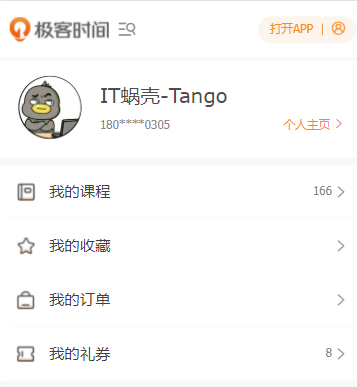 极客时间 打开APP
IT蜗壳-Tango
180****0305 个人主页
我的课程 166
我的收藏
我的订单
我的礼券 8